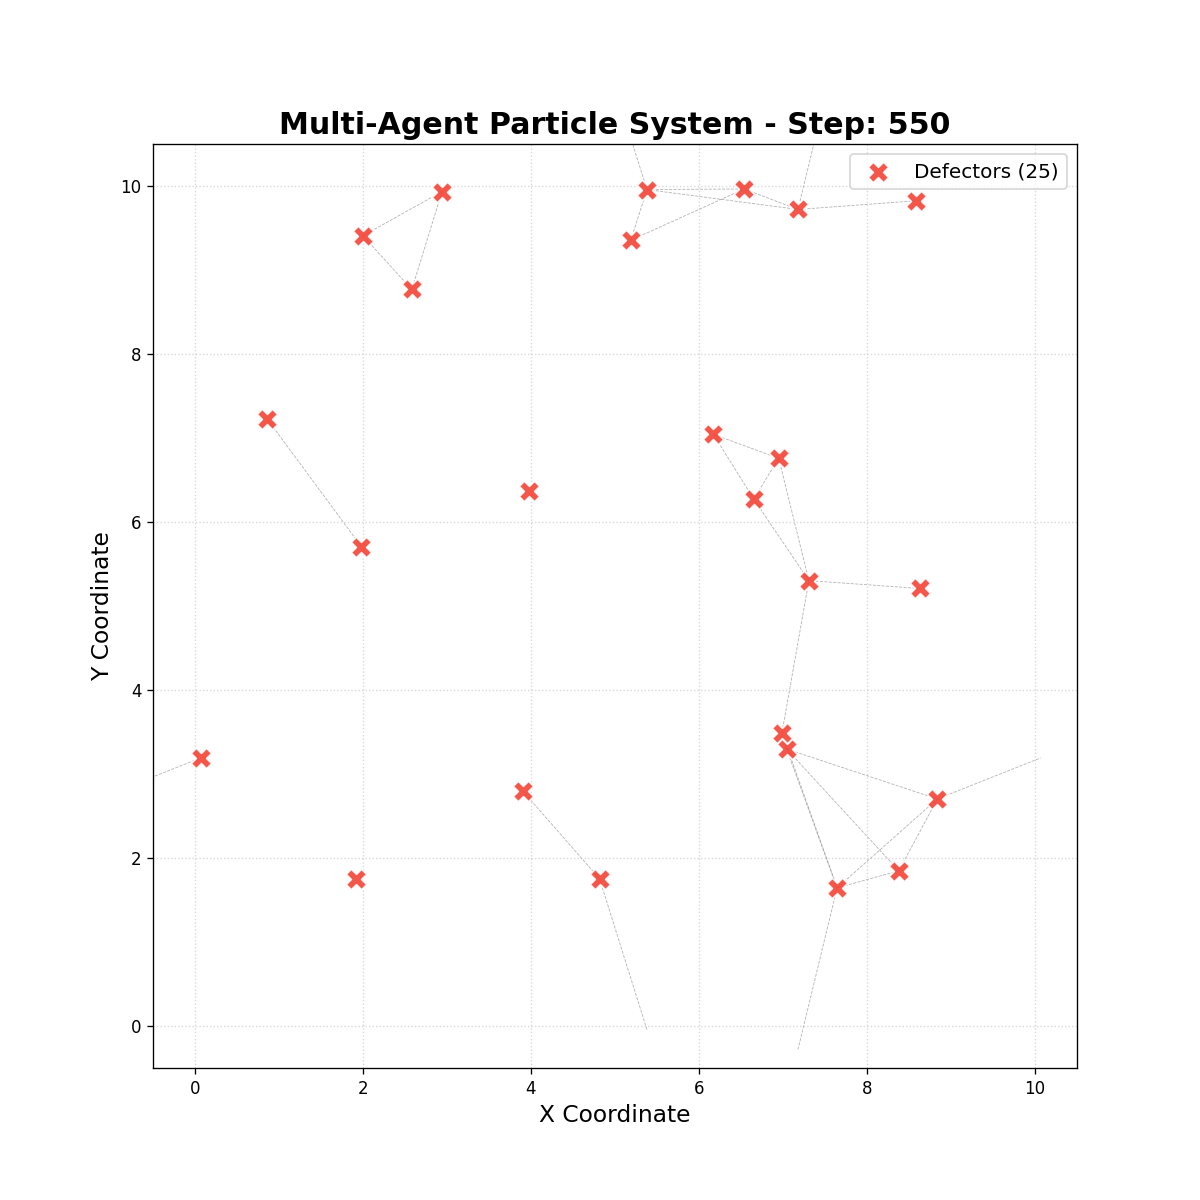 Multi-Agent Particle System - Step: 550
Defectors (25)
10
8
6
4
2
0
Y Coordinate
0 2 4 6 8 10
X Coordinate